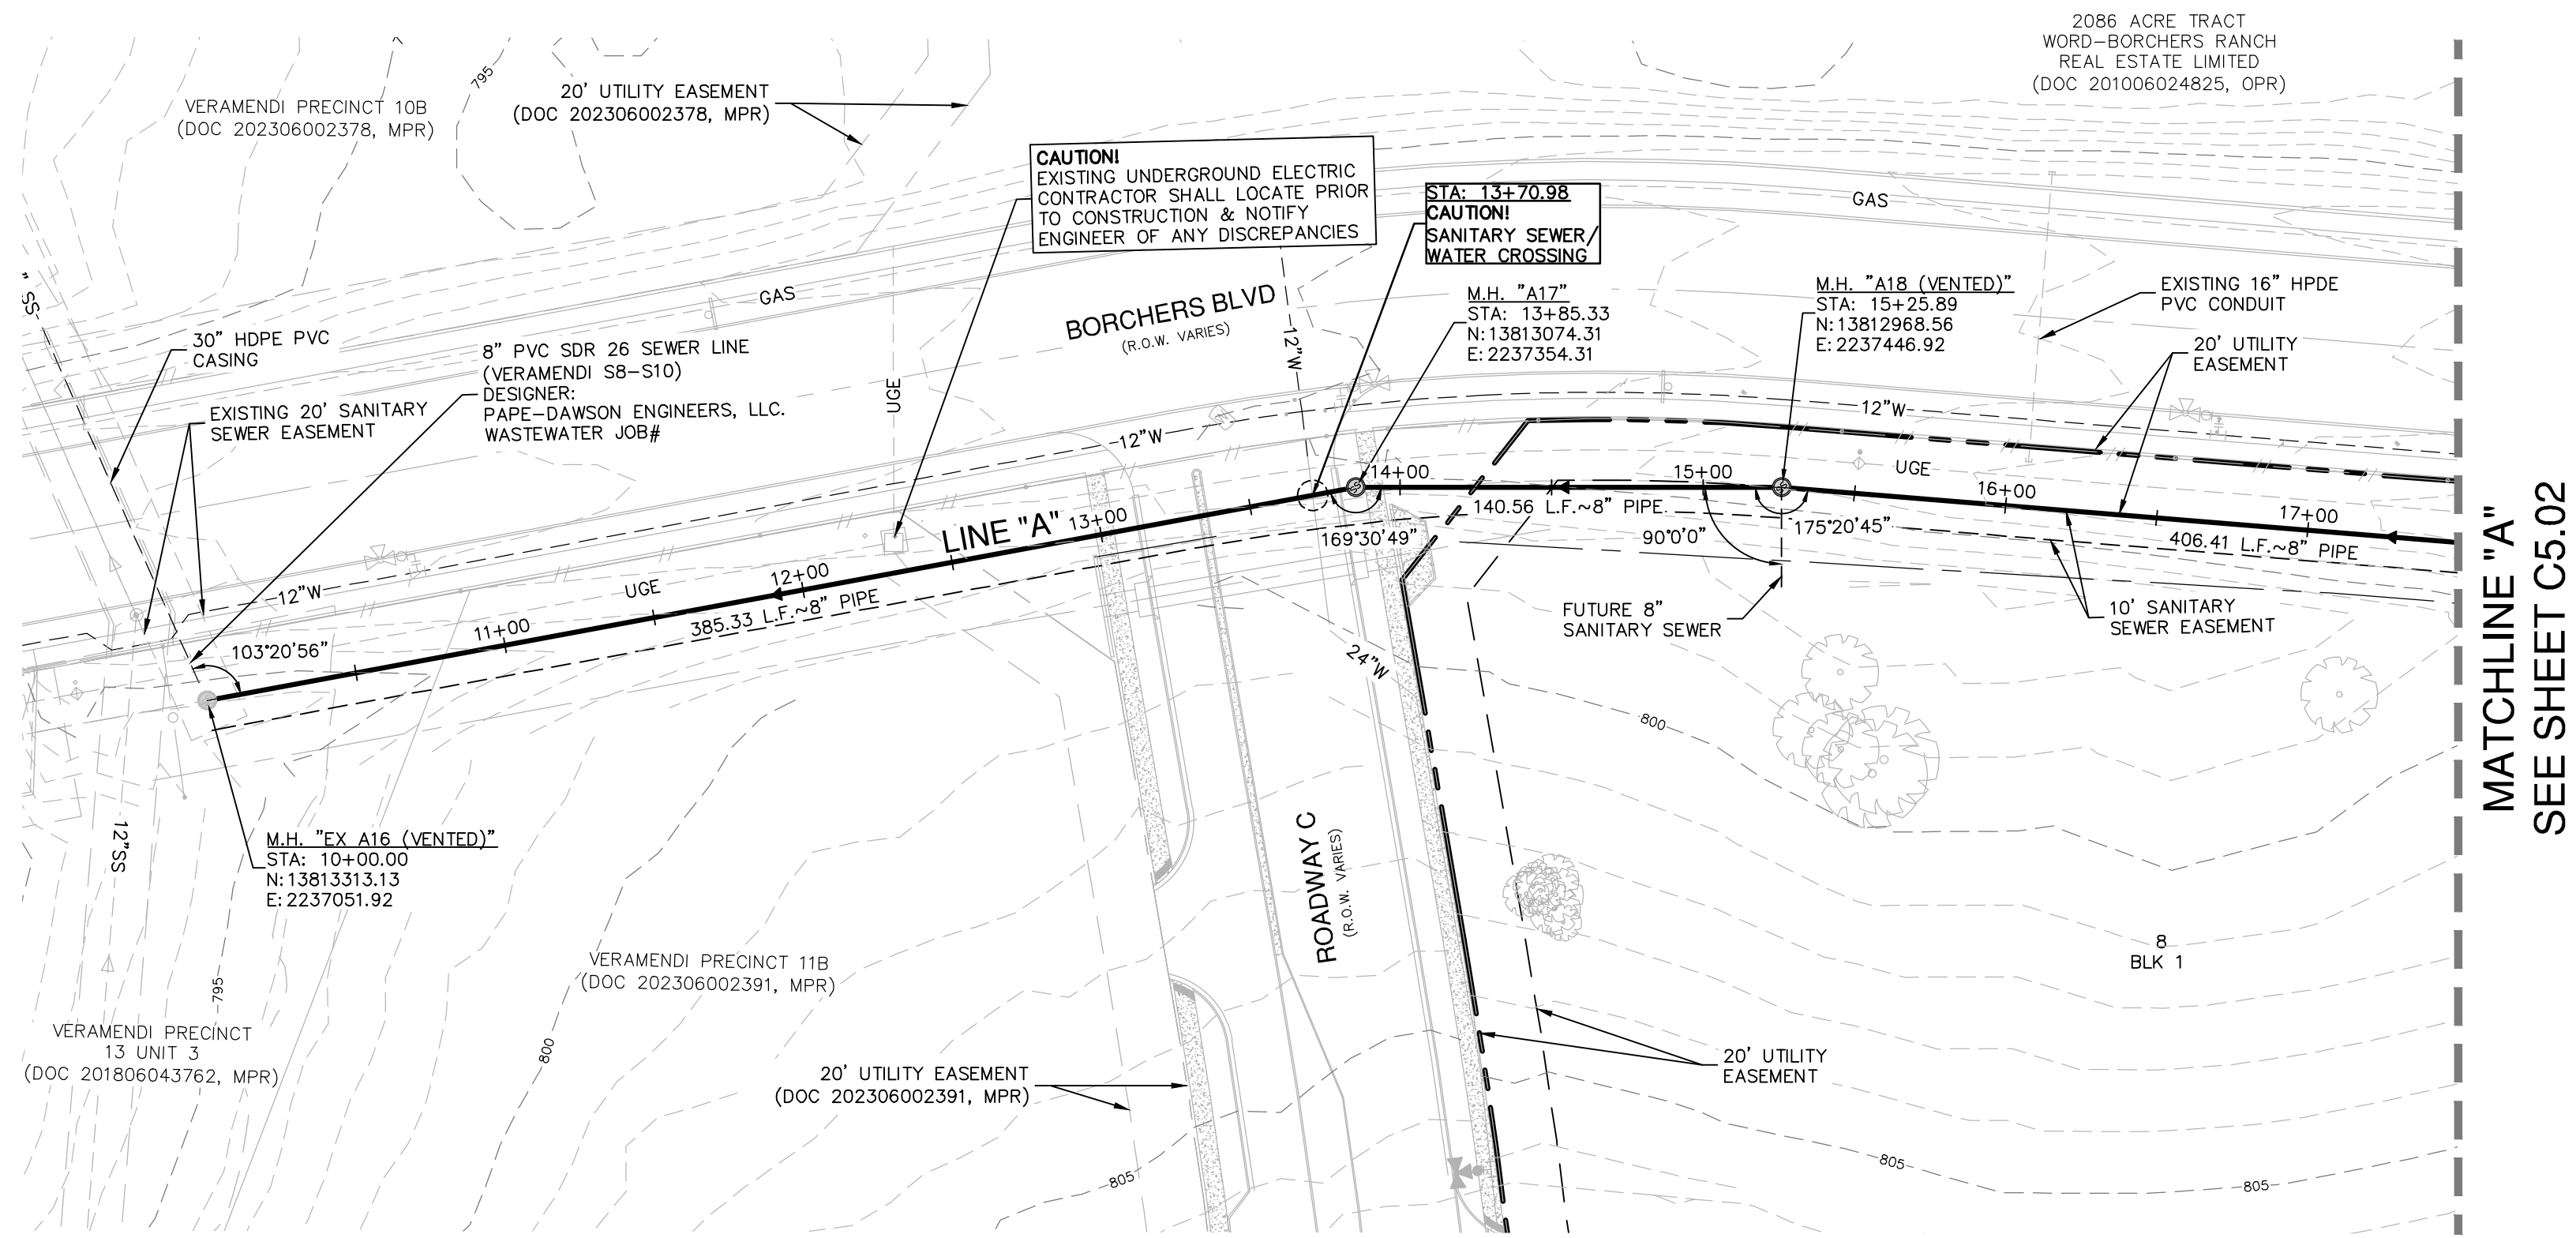 2086 ACRE TRACT
WORD-BORCHERS RANCH
REAL ESTATE LIMITED
(DOC 201006024825, OPR)
795
20' UTILITY EASEMENT
(DOC 202306002378, MPR)
VERAMENDI PRECINCT 10B
(DOC 202306002378, MPR)
CAUTION!
EXISTING UNDERGROUND ELECTRIC
CONTRACTOR SHALL LOCATE PRIOR
TO CONSTRUCTION & NOTIFY
ENGINEER OF ANY DISCREPANCIES
STA: 13+70.98
CAUTION!
SANITARY SEWER/
WATER CROSSING
GAS
GAS
" SS
BORCHERS BLVD
(R.O.W. VARIES)
12"W
M.H. "A17"
STA: 13+85.33
N:13813074.31
E:2237354.31
M.H. "A18 (VENTED)"
STA: 15+25.89
N:13812968.56
E:2237446.92
EXISTING 16" HPDE
PVC CONDUIT
20' UTILITY
EASEMENT
30" HDPE PVC
CASING
8" PVC SDR 26 SEWER LINE
(VERAMENDI S8-S10)
DESIGNER:
PAPE-DAWSON ENGINEERS, LLC.
WASTEWATER JOB#
EXISTING 20' SANITARY
SEWER EASEMENT
UGE
12"W
12"W
UGE
14+00
15+00
16+00
17+00
140.56 L.F.~8" PIPE
169°30'49"
90°0'0"
175°20'45"
406.41 L.F.~8" PIPE
LINE "A"
13+00
12+00
11+00
UGE
12"W
385.33 L.F.~8" PIPE
103°20'56"
FUTURE 8"
SANITARY SEWER
10' SANITARY
SEWER EASEMENT
24"W
800
MATCHLINE "A"
SEE SHEET C5.02
M.H. "EX A16 (VENTED)"
STA: 10+00.00
N:13813313.13
E:2237051.92
12"SS
ROADWAY C
(R.O.W. VARIES)
8
BLK 1
VERAMENDI PRECINCT 11B
(DOC 202306002391, MPR)
795
800
VERAMENDI PRECINCT
13 UNIT 3
(DOC 201806043762, MPR)
20' UTILITY EASEMENT
(DOC 202306002391, MPR)
20' UTILITY
EASEMENT
805
805
805